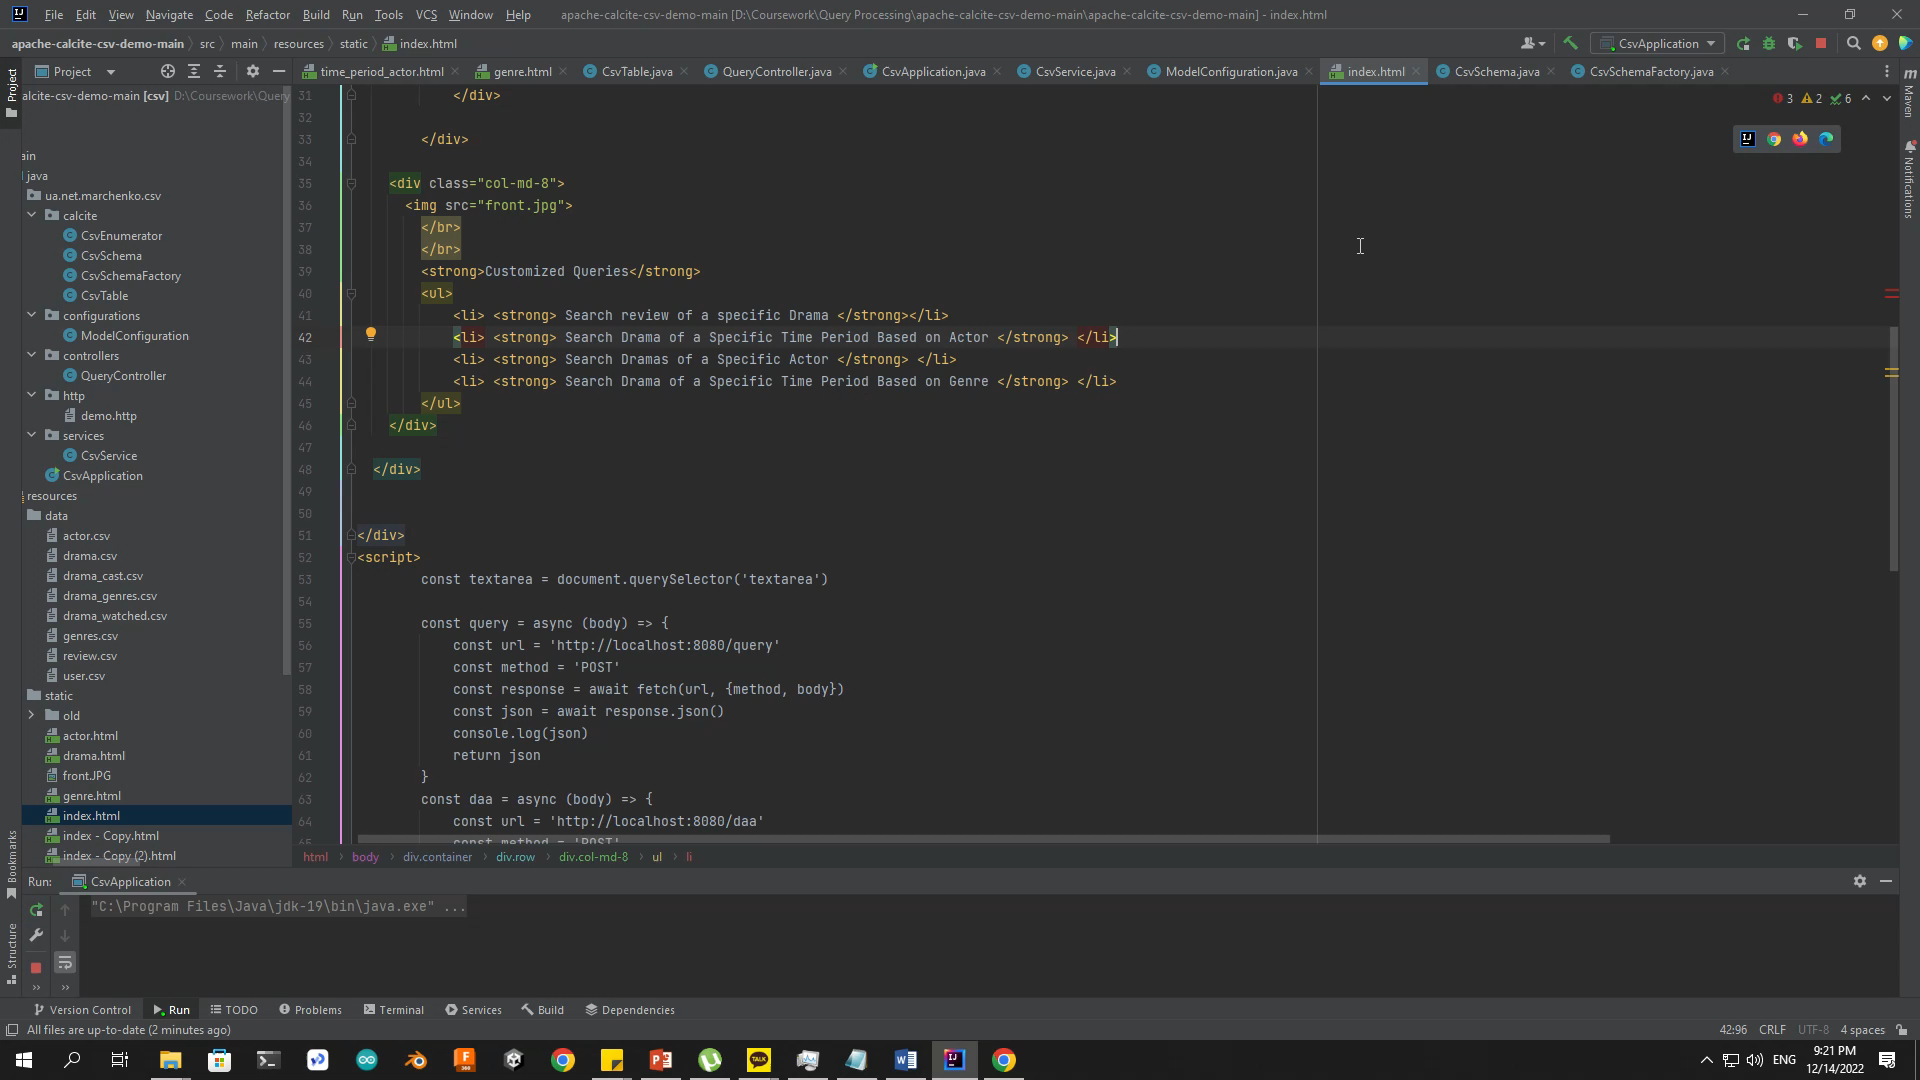 File Edit View Navigate Code Refactor Build Run Tools VCS Window Help apache-calcite-csv-demo-main [D:\Coursework\Query Processing\apache-calcite-csv-demo-main\apache-calcite-csv-demo-main] - index.html
apache-calcite-csv-demo-main src main resources static index.html CsvApplication
Project time_period_actor.html genre.html CsvTable.java QueryController.java CsvApplication.java CsvService.java ModelConfiguration.java index.html CsvSchema.java CsvSchemaFactory.java
Project
Maven
Notifications
Bookmarks
Structure
alcite-csv-demo-main [csv] D:\Coursework\Query
ain
java
ua.net.marchenko.csv
calcite
CsvEnumerator
CsvSchema
CsvSchemaFactory
CsvTable
configurations
ModelConfiguration
controllers
QueryController
http
demo.http
services
CsvService
CsvApplication
resources
data
actor.csv
drama.csv
drama_cast.csv
drama_genres.csv
drama_watched.csv
genres.csv
review.csv
user.csv
static
old
actor.html
drama.html
front.JPG
genre.html
index.html
index - Copy.html
index - Copy (2).html
3 2 6
31 </div>
32
33 </div>
34
35 <div class="col-md-8">
36 <img src="front.jpg">
37 </br>
38 </br>
39 <strong>Customized Queries</strong>
40 <ul>
41 <li> <strong> Search review of a specific Drama </strong></li>
42 <li> <strong> Search Drama of a Specific Time Period Based on Actor </strong> </li>
43 <li> <strong> Search Dramas of a Specific Actor </strong> </li>
44 <li> <strong> Search Drama of a Specific Time Period Based on Genre </strong> </li>
45 </ul>
46 </div>
47
48 </div>
49
50
51 </div>
52 <script>
53 const textarea = document.querySelector('textarea')
54
55 const query = async (body) => {
56 const url = 'http://localhost:8080/query'
57 const method = 'POST'
58 const response = await fetch(url, {method, body})
59 const json = await response.json()
60 console.log(json)
61 return json
62 }
63 const daa = async (body) => {
64 const url = 'http://localhost:8080/daa'
65 const method = 'POST'
html body div.container div.row div.col-md-8 ul li
Run: CsvApplication
"C:\Program Files\Java\jdk-19\bin\java.exe" ...
Version Control Run TODO Problems Terminal Services Build Dependencies
All files are up-to-date (2 minutes ago) 42:96 CRLF UTF-8 4 spaces
ENG 9:21 PM
12/14/2022